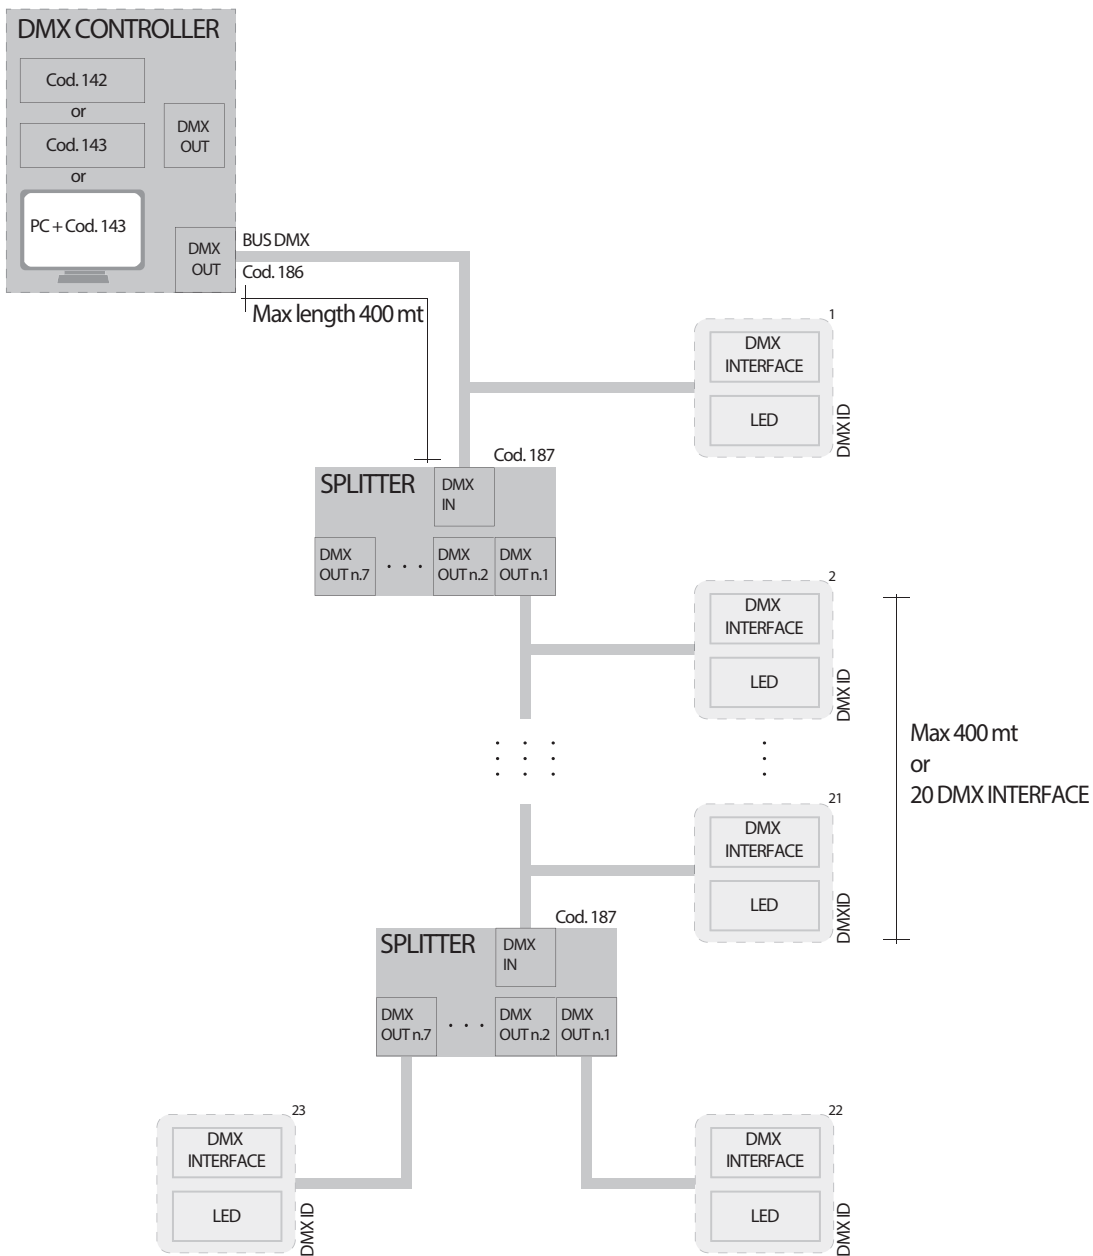 DMX CONTROLLER
Cod. 142
or
Cod. 143
or
PC + Cod. 143
DMX
OUT
DMX
OUT
BUS DMX
Cod. 186
Max length 400 mt
1
DMX
INTERFACE
LED
DMX ID
Cod. 187
SPLITTER
DMX
IN
DMX
OUT n.7
. . .
DMX
OUT n.2
DMX
OUT n.1
2
DMX
INTERFACE
LED
DMX ID
Max 400 mt
or
20 DMX INTERFACE
21
DMX
INTERFACE
LED
DMXID
Cod. 187
SPLITTER
DMX
IN
DMX
OUT n.7
. . .
DMX
OUT n.2
DMX
OUT n.1
23
DMX
INTERFACE
LED
DMX ID
22
DMX
INTERFACE
LED
DMX ID